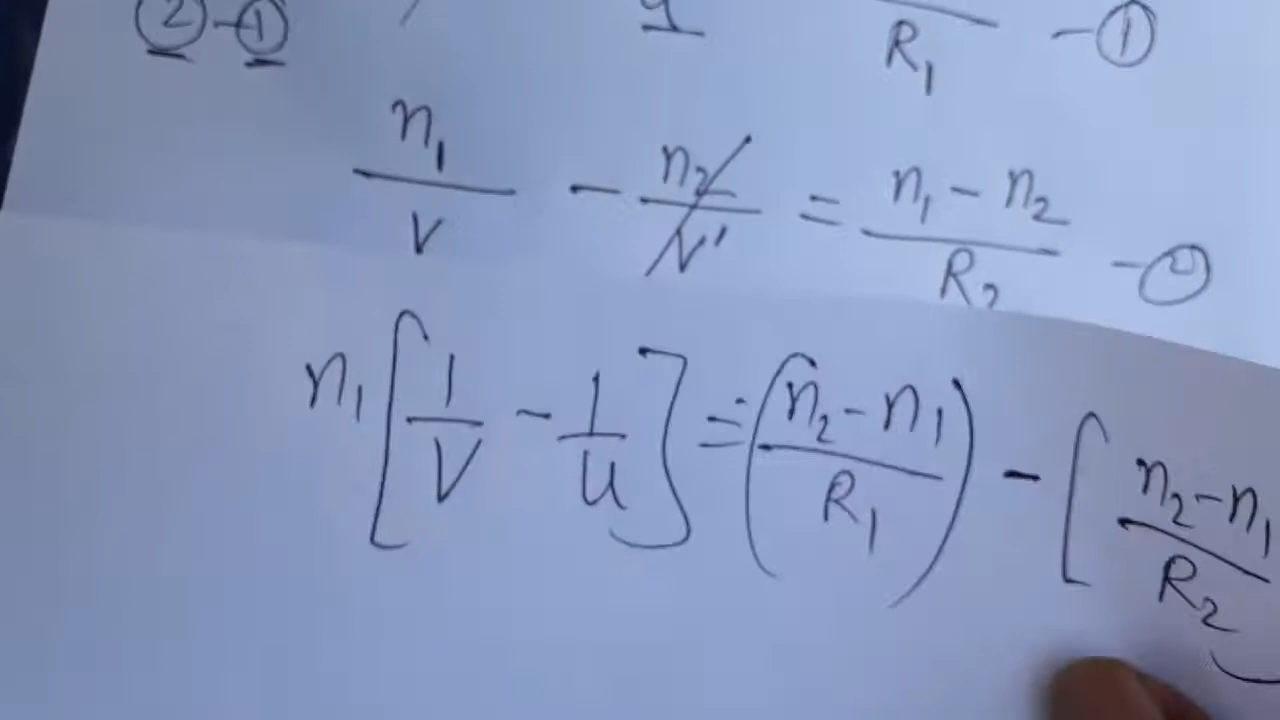 ② - ① R₁ - ①
n₁/v - n₂/v' = (n₁ - n₂)/R₂ - ②
n₁[1/v - 1/u] = (n₂ - n₁/R₁) - [n₂ - n₁/R₂